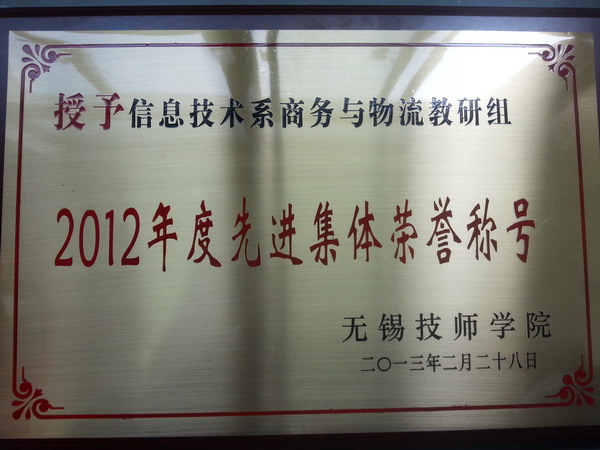 授予信息技术系商务与物流教研组
2012年度先进集体荣誉称号
无锡技师学院
二〇一三年二月二十八日